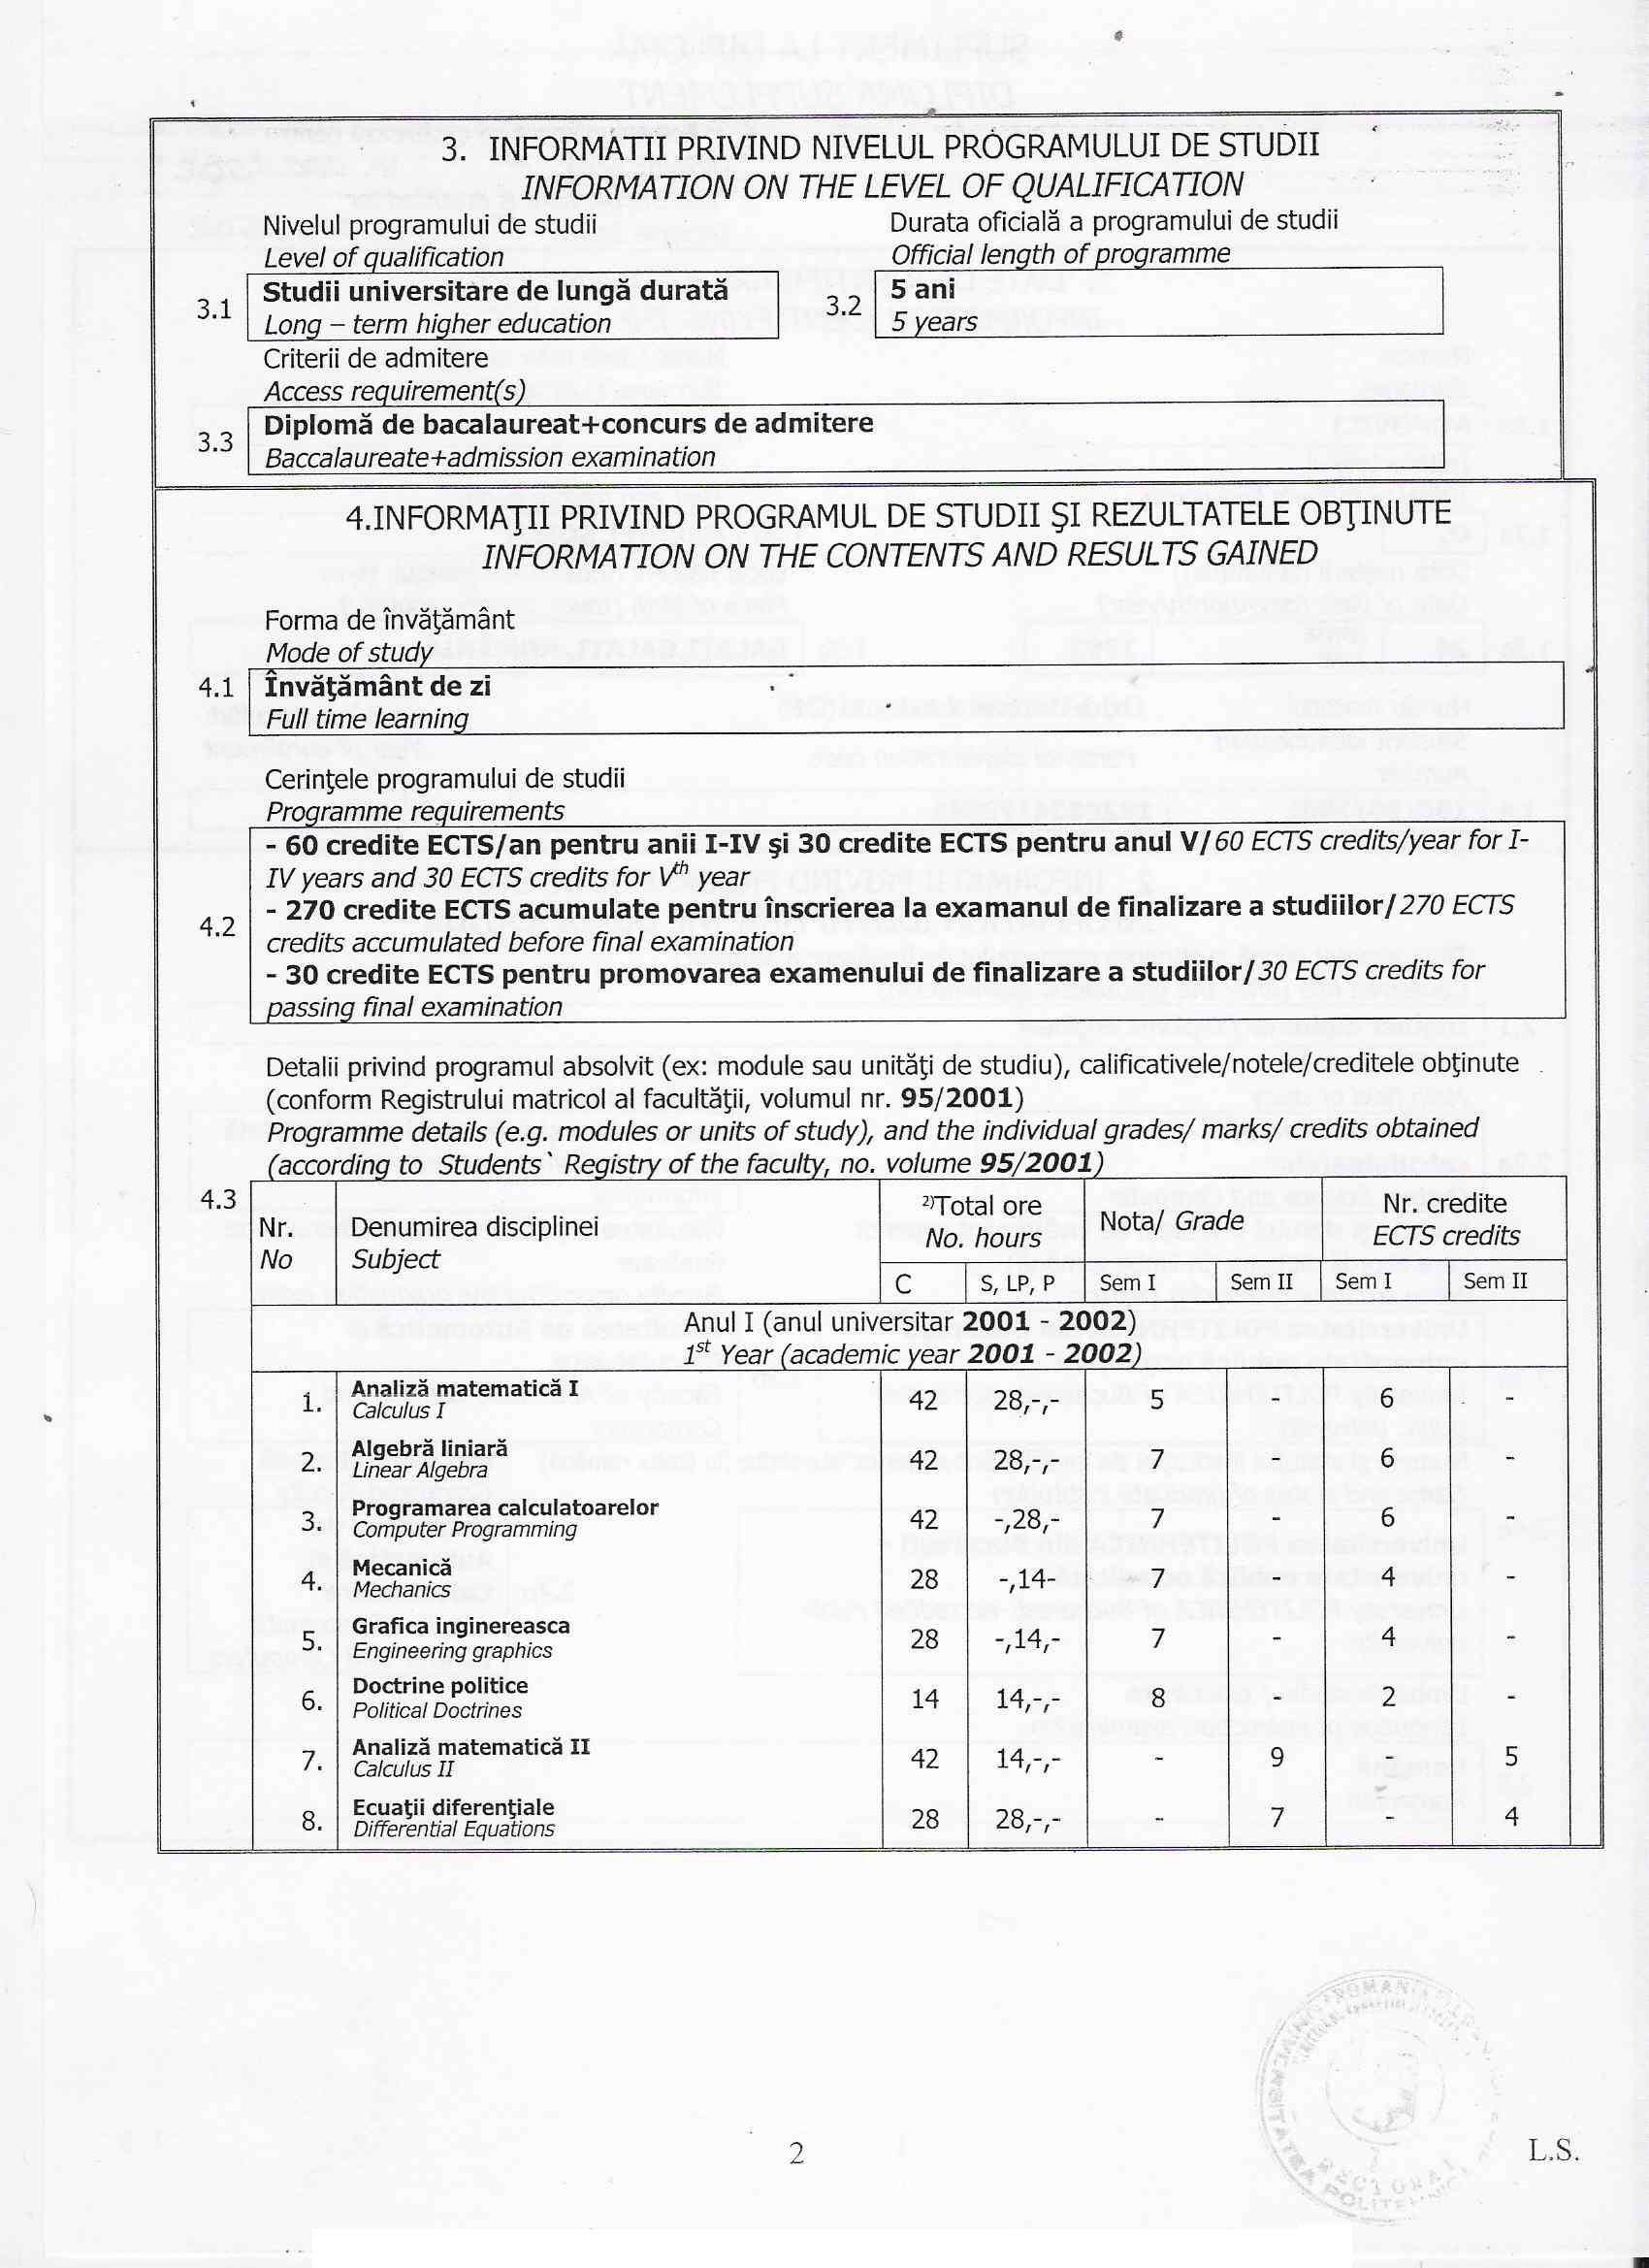 3. INFORMATII PRIVIND NIVELUL PROGRAMULUI DE STUDII
INFORMATION ON THE LEVEL OF QUALIFICATION
Nivelul programului de studii Durata oficială a programului de studii
Level of qualification Official length of programme
3.1 Studii universitare de lungă durată 3.2 5 ani
Long – term higher education 5 years
Criterii de admitere
Access requirement(s)
3.3 Diplomă de bacalaureat+concurs de admitere
Baccalaureate+admission examination
4.INFORMAŢII PRIVIND PROGRAMUL DE STUDII ŞI REZULTATELE OBŢINUTE
INFORMATION ON THE CONTENTS AND RESULTS GAINED
Forma de învăţământ
Mode of study
4.1 Învăţământ de zi
Full time learning
Cerinţele programului de studii
Programme requirements
- 60 credite ECTS/an pentru anii I-IV şi 30 credite ECTS pentru anul V/60 ECTS credits/year for I-
IV years and 30 ECTS credits for Vth year
4.2 - 270 credite ECTS acumulate pentru înscrierea la examanul de finalizare a studiilor/270 ECTS
credits accumulated before final examination
- 30 credite ECTS pentru promovarea examenului de finalizare a studiilor/30 ECTS credits for
passing final examination
Detalii privind programul absolvit (ex: module sau unităţi de studiu), calificativele/notele/creditele obţinute
(conform Registrului matricol al facultăţii, volumul nr. 95/2001)
Programme details (e.g. modules or units of study), and the individual grades/ marks/ credits obtained
(according to Students` Registry of the faculty, no. volume 95/2001)
4.3 Nr. Denumirea disciplinei 2)Total ore Nota/ Grade Nr. credite
No Subject No. hours ECTS credits
C S, LP, P Sem I Sem II Sem I Sem II
Anul I (anul universitar 2001 - 2002)
1st Year (academic year 2001 - 2002)
1. Analiză matematică I 42 28,-,- 5 - 6 -
Calculus I
2. Algebră liniară 42 28,-,- 7 - 6 -
Linear Algebra
3. Programarea calculatoarelor 42 -,28,- 7 - 6 -
Computer Programming
4. Mecanică 28 -,14- 7 - 4 -
Mechanics
5. Grafica inginereasca 28 -,14,- 7 - 4 -
Engineering graphics
6. Doctrine politice 14 14,-,- 8 - 2 -
Political Doctrines
7. Analiză matematică II 42 14,-,- - 9 - 5
Calculus II
8. Ecuaţii diferenţiale 28 28,-,- - 7 - 4
Differential Equations
2
L.S.
RECTORAT